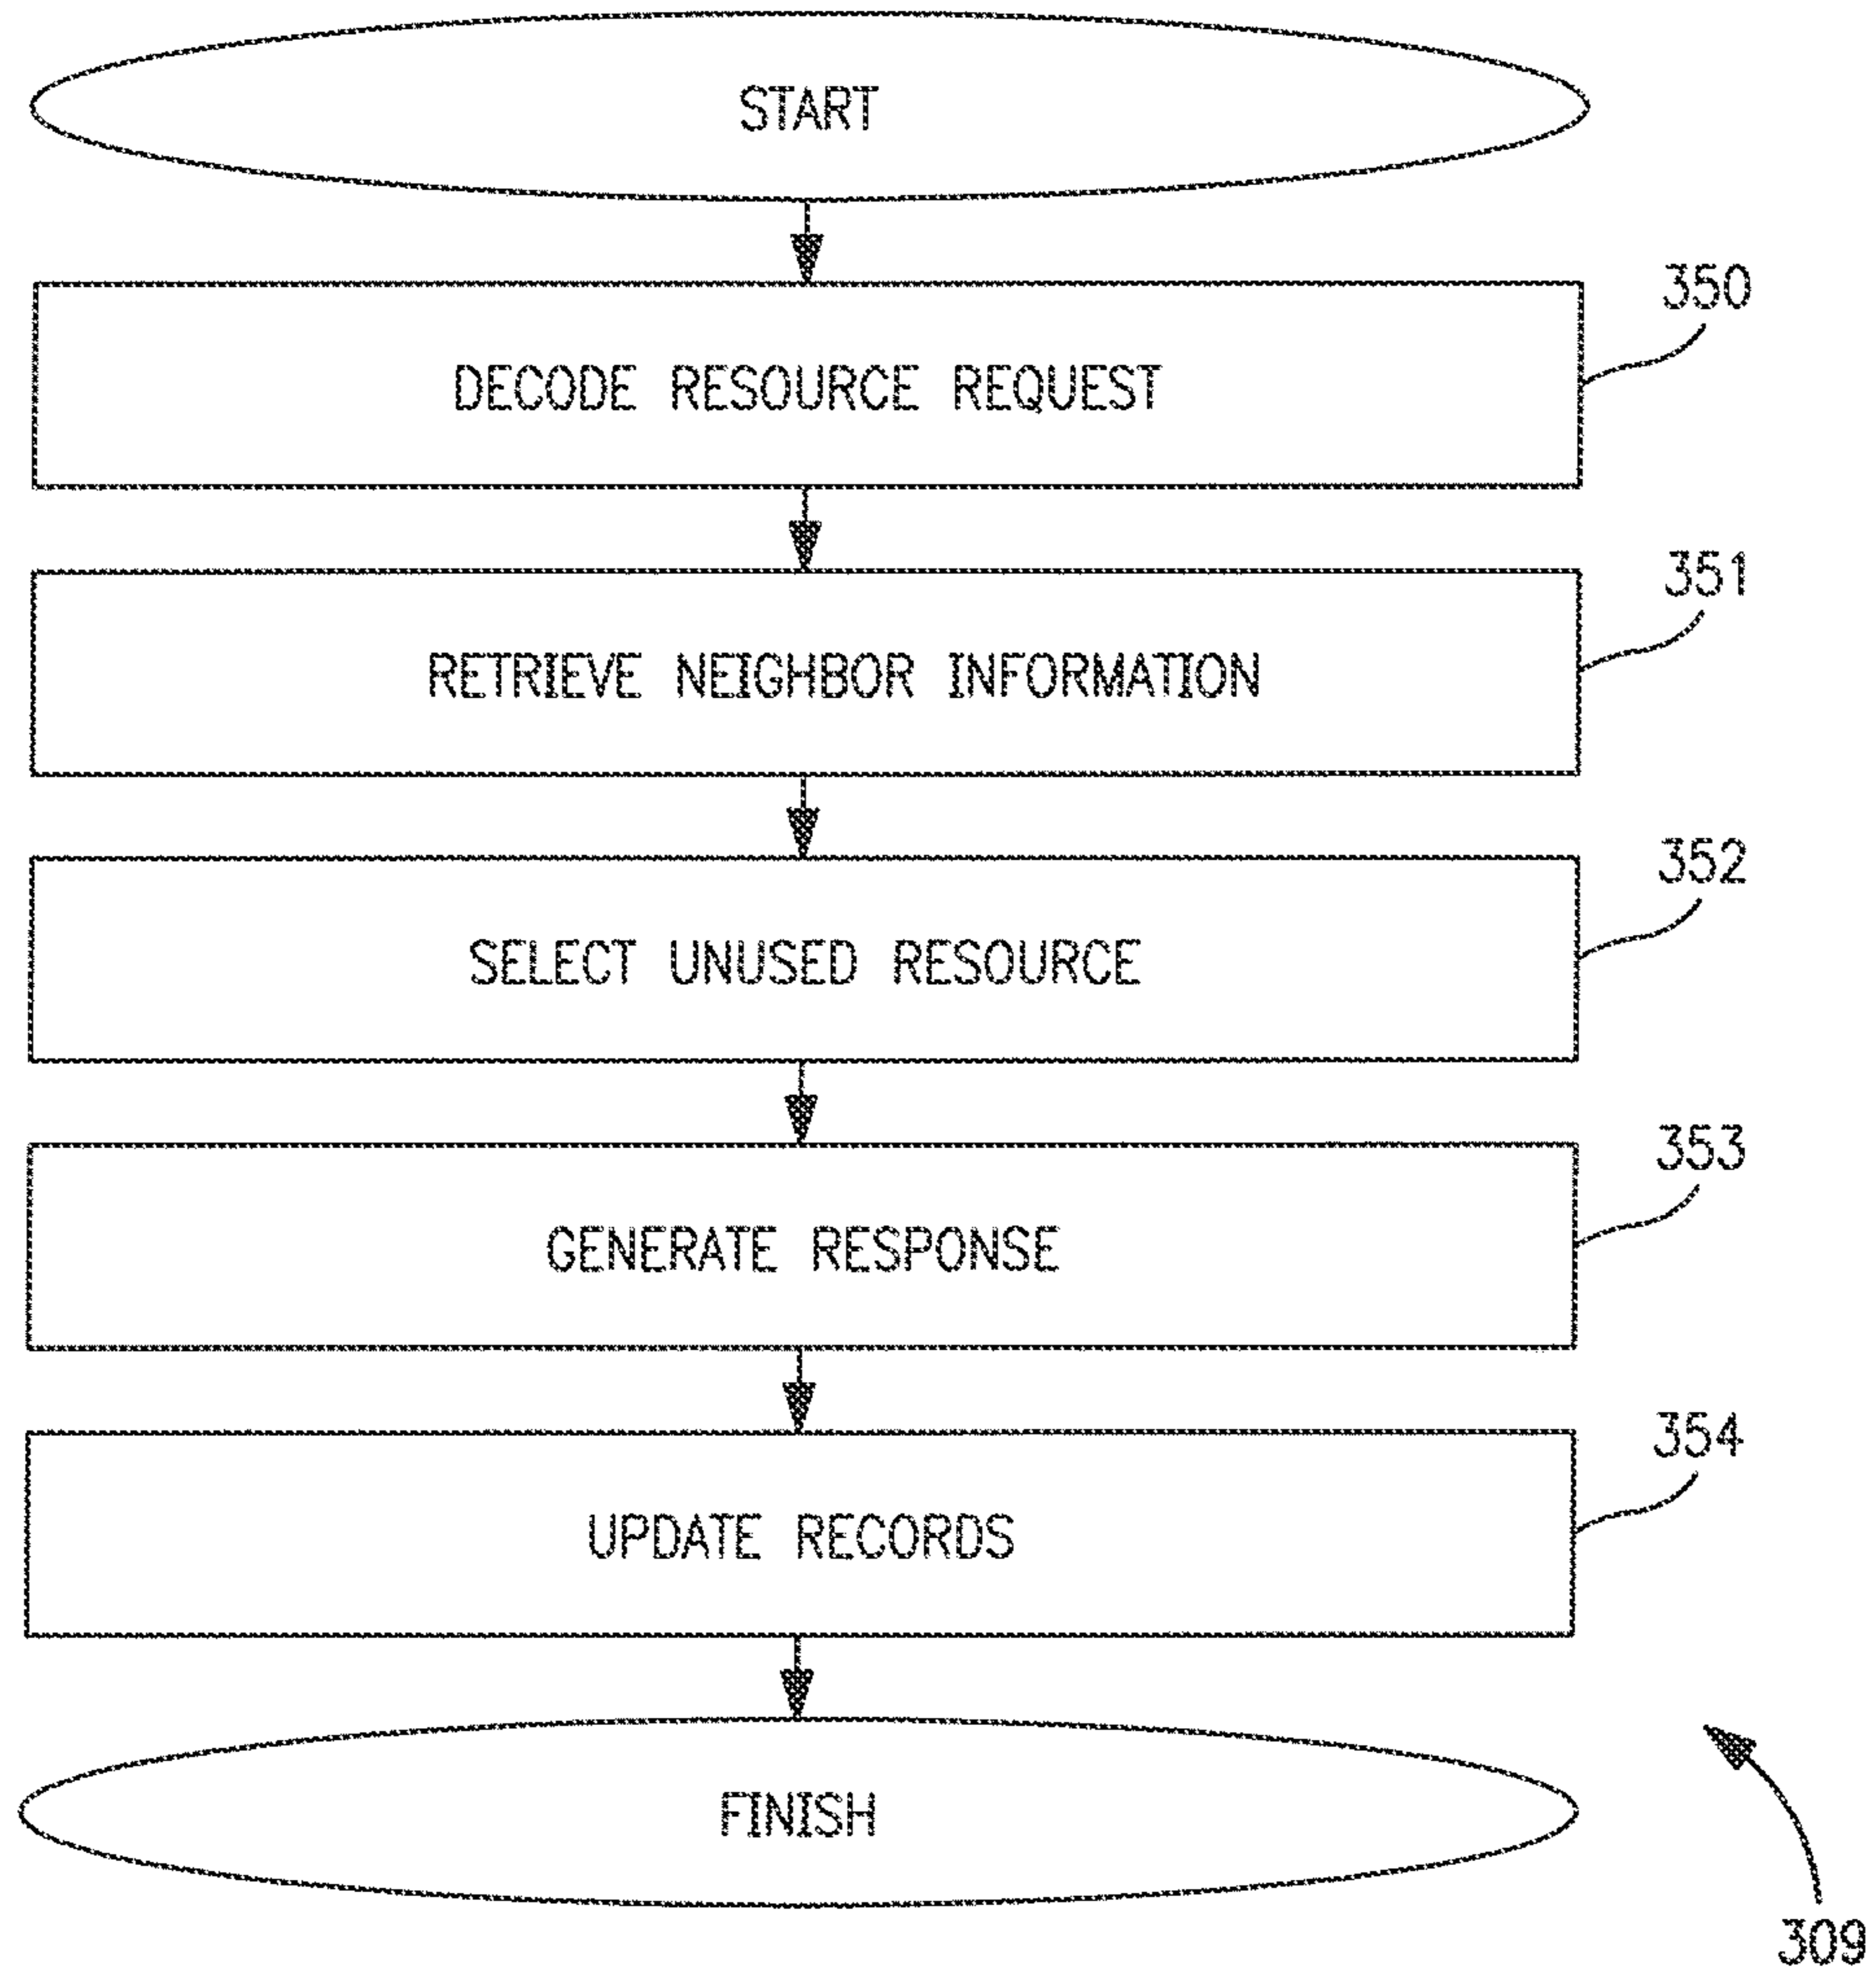 START
350
DECODE RESOURCE REQUEST
351
RETRIEVE NEIGHBOR INFORMATION
352
SELECT UNUSED RESOURCE
353
GENERATE RESPONSE
354
UPDATE RECORDS
FINISH
309